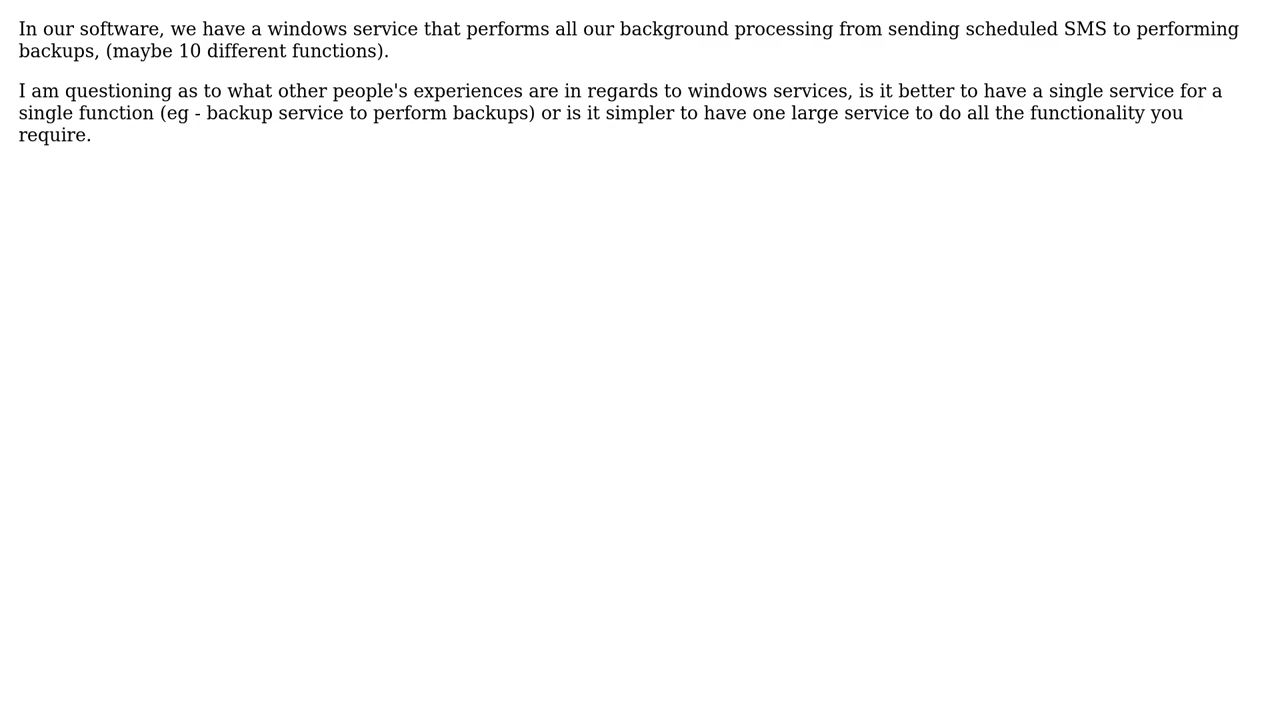 In our software, we have a windows service that performs all our background processing from sending scheduled SMS to performing
backups, (maybe 10 different functions).
I am questioning as to what other people's experiences are in regards to windows services, is it better to have a single service for a
single function (eg - backup service to perform backups) or is it simpler to have one large service to do all the functionality you
require.